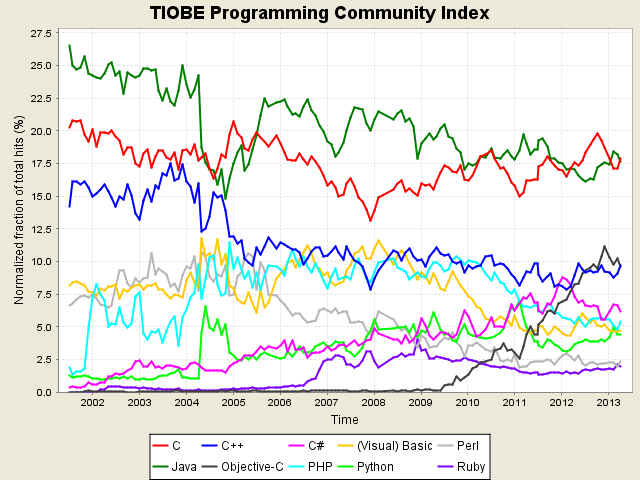 TIOBE Programming Community Index
Normalized fraction of total hits (%)
27.5
25.0
22.5
20.0
17.5
15.0
12.5
10.0
7.5
5.0
2.5
0.0
2002 2003 2004 2005 2006 2007 2008 2009 2010 2011 2012 2013
Time
C C++ C# (Visual) Basic Perl
Java Objective-C PHP Python Ruby